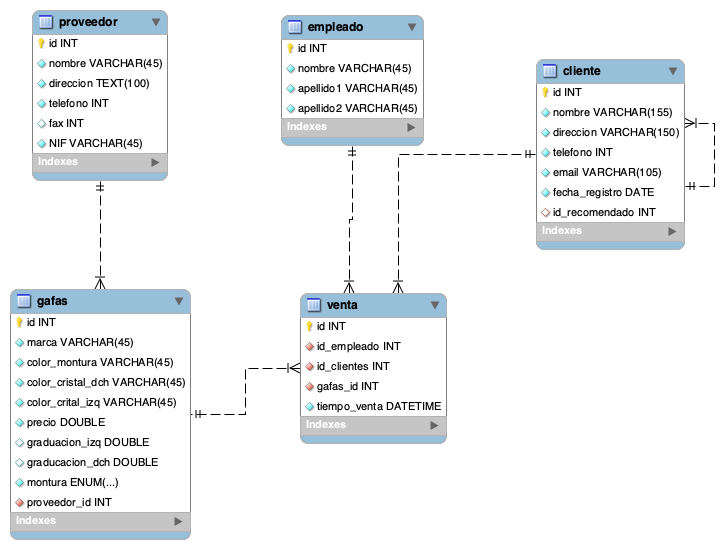 proveedor
id INT
nombre VARCHAR(45)
direccion TEXT(100)
telefono INT
fax INT
NIF VARCHAR(45)
Indexes
empleado
id INT
nombre VARCHAR(45)
apellido1 VARCHAR(45)
apellido2 VARCHAR(45)
Indexes
cliente
id INT
nombre VARCHAR(155)
direccion VARCHAR(150)
telefono INT
email VARCHAR(105)
fecha_registro DATE
id_recomendado INT
Indexes
gafas
id INT
marca VARCHAR(45)
color_montura VARCHAR(45)
color_cristal_dch VARCHAR(45)
color_crital_izq VARCHAR(45)
precio DOUBLE
graduacion_izq DOUBLE
graducacion_dch DOUBLE
montura ENUM(...)
proveedor_id INT
Indexes
venta
id INT
id_empleado INT
id_clientes INT
gafas_id INT
tiempo_venta DATETIME
Indexes